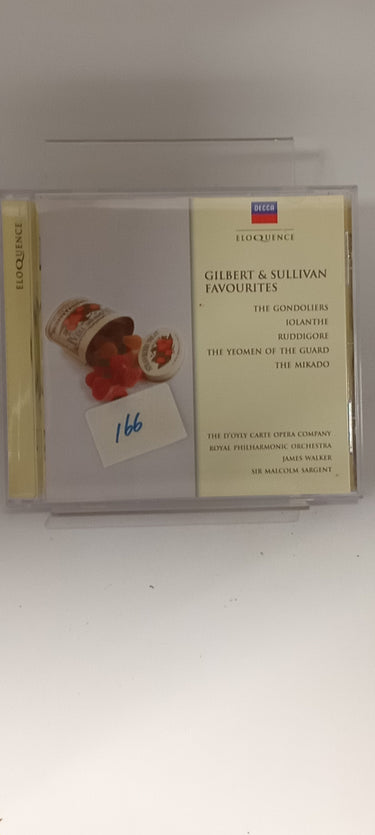 ELOQUENCE
DECCA
ELOQUENCE
GILBERT & SULLIVAN
FAVOURITES
THE GONDOLIERS
IOLANTHE
RUDDIGORE
THE YEOMEN OF THE GUARD
THE MIKADO
166
THE D'OYLY CARTE OPERA COMPANY
ROYAL PHILHARMONIC ORCHESTRA
JAMES WALKER
SIR MALCOLM SARGENT